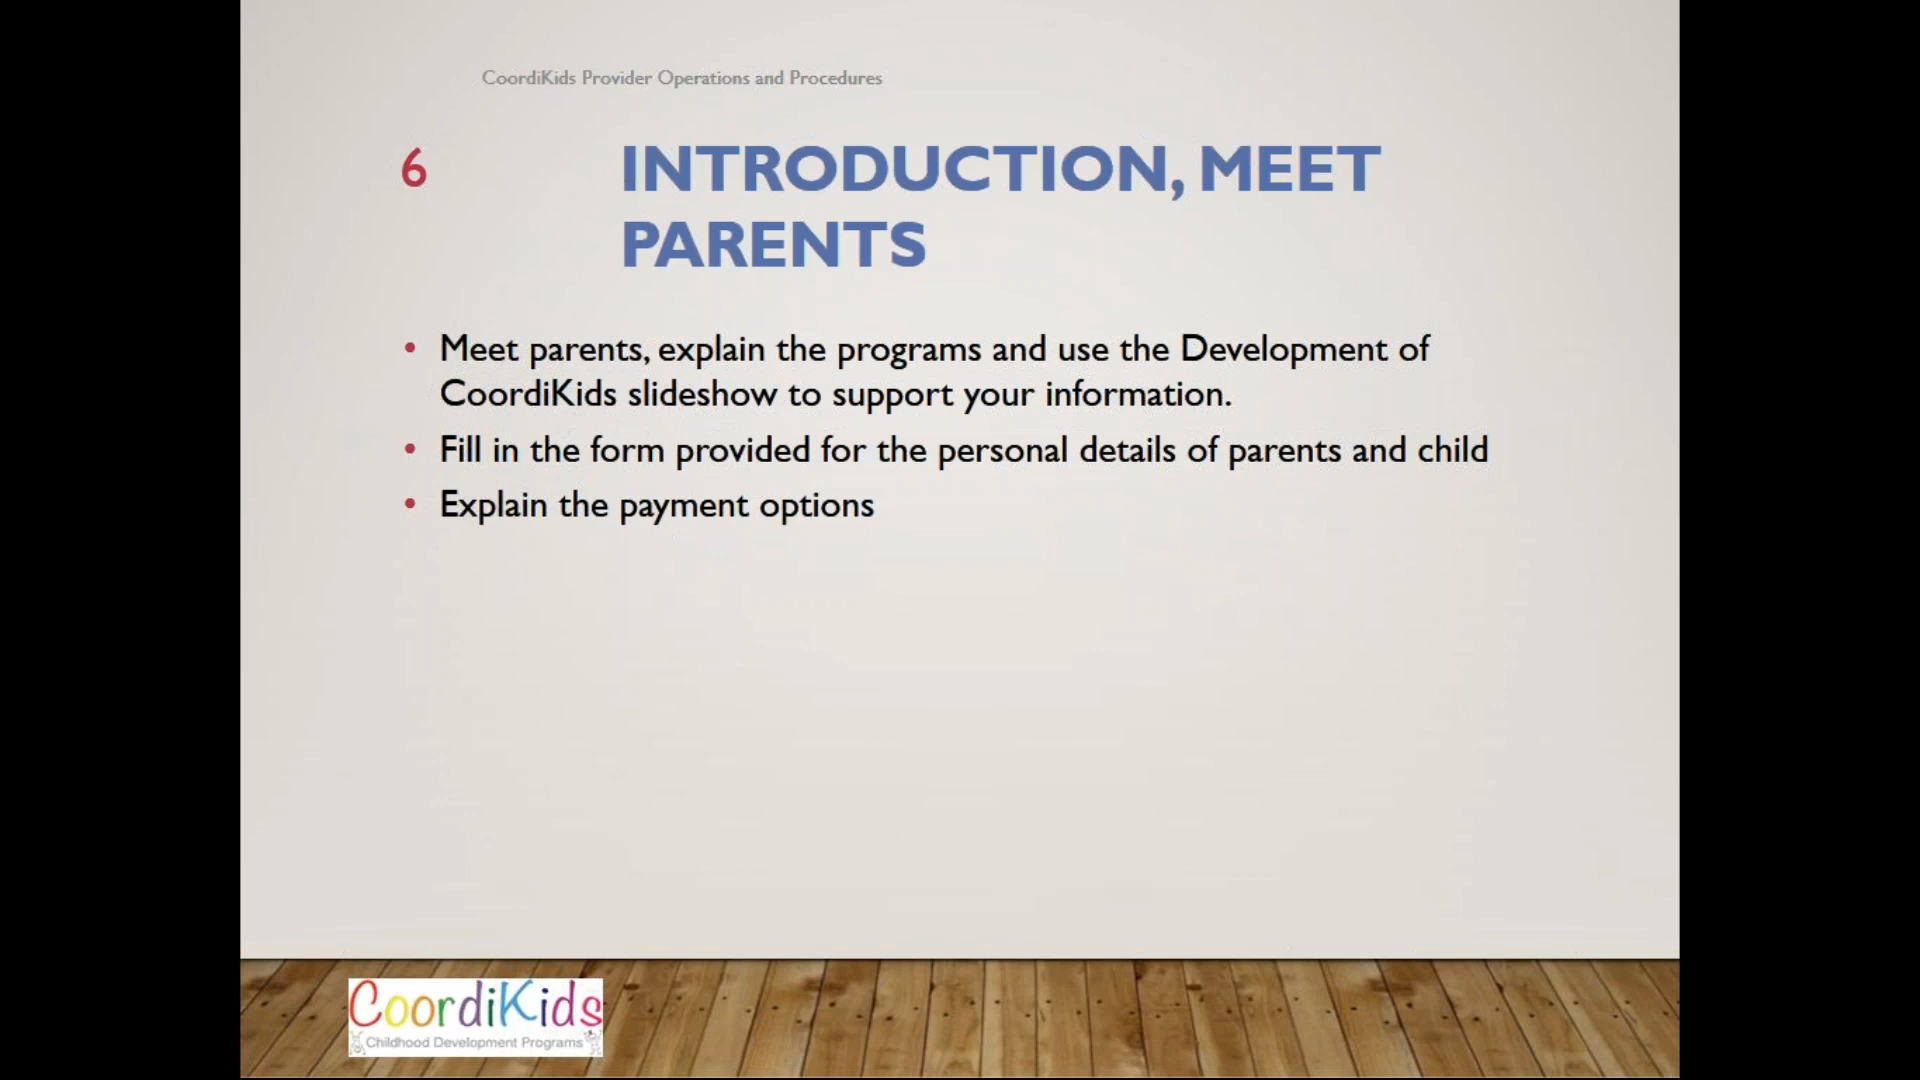 CoordiKids Provider Operations and Procedures
6
INTRODUCTION, MEET
PARENTS
• Meet parents, explain the programs and use the Development of
CoordiKids slideshow to support your information.
• Fill in the form provided for the personal details of parents and child
• Explain the payment options
CoordiKids
Childhood Development Programs